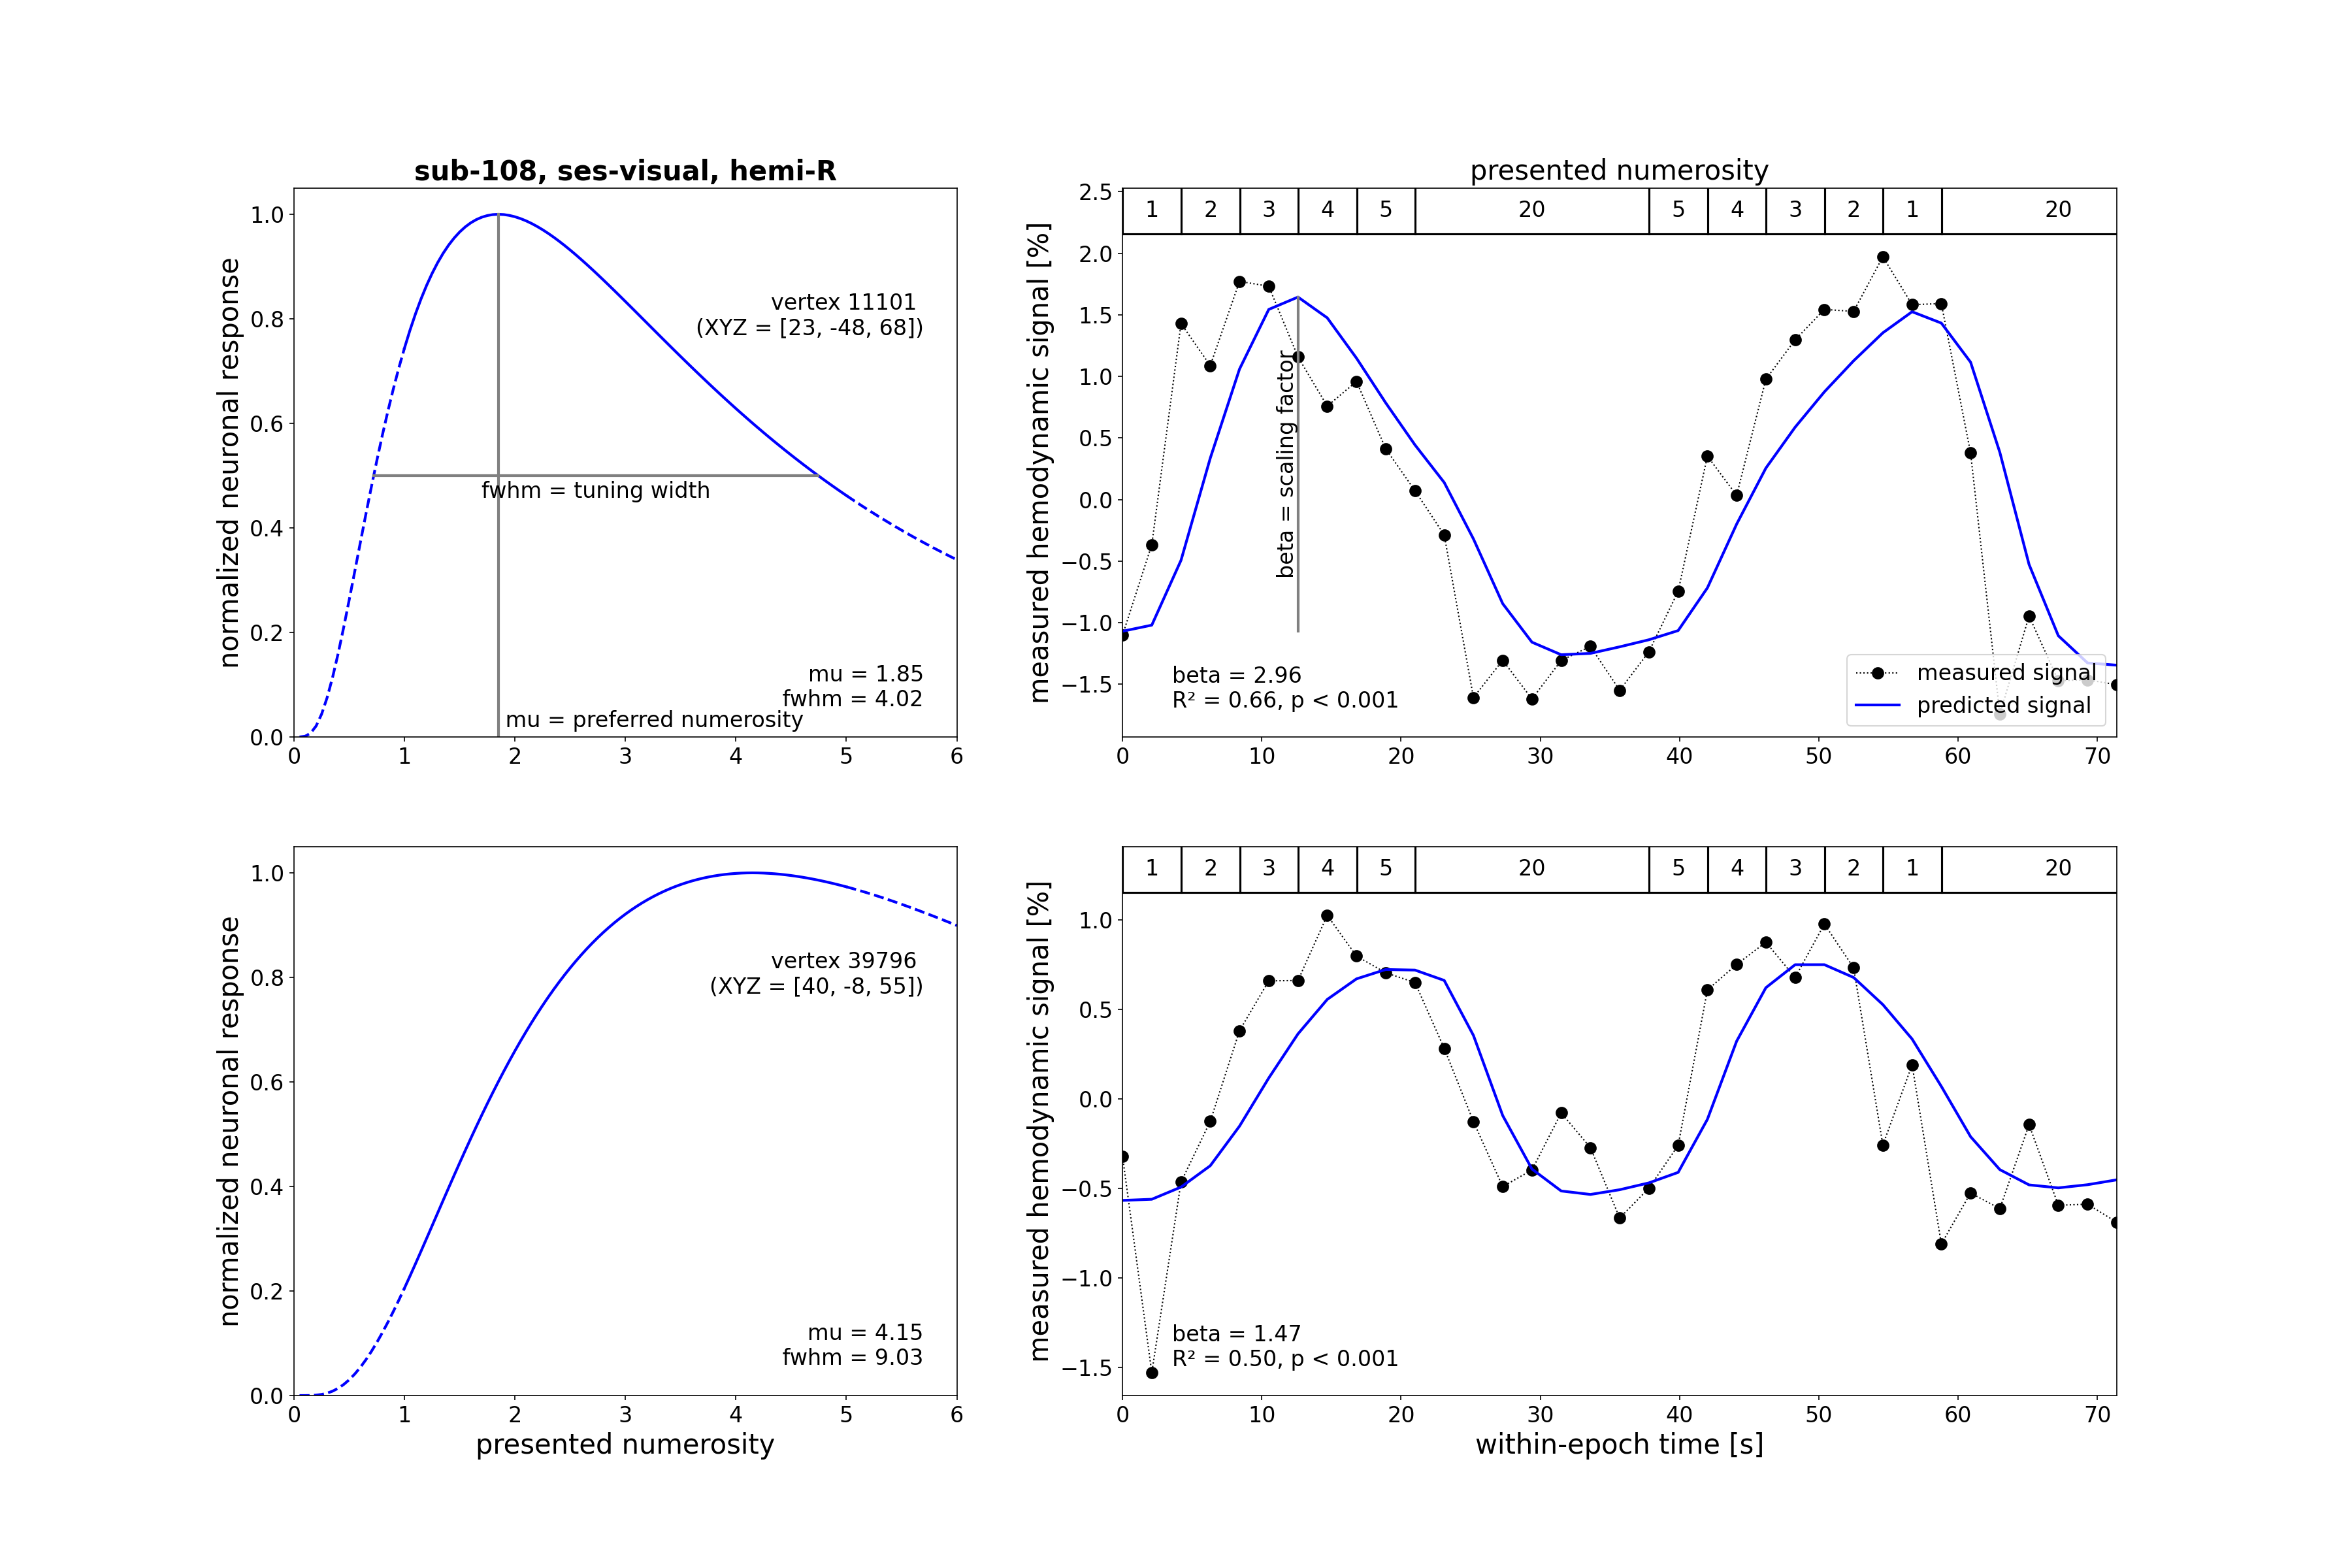 sub-108, ses-visual, hemi-R
normalized neuronal response
1.0
0.8
0.6
0.4
0.2
0.0
vertex 11101
(XYZ = [23, -48, 68])
fwhm = tuning width
mu = 1.85
fwhm = 4.02
mu = preferred numerosity
0 1 2 3 4 5 6
presented numerosity
measured hemodynamic signal [%]
2.5
2.0
1.5
1.0
0.5
0.0
−0.5
−1.0
−1.5
1 2 3 4 5 20 5 4 3 2 1 20
beta = scaling factor
beta = 2.96
R² = 0.66, p < 0.001
measured signal
predicted signal
0 10 20 30 40 50 60 70
normalized neuronal response
1.0
0.8
0.6
0.4
0.2
0.0
vertex 39796
(XYZ = [40, -8, 55])
mu = 4.15
fwhm = 9.03
0 1 2 3 4 5 6
presented numerosity
measured hemodynamic signal [%]
1.0
0.5
0.0
−0.5
−1.0
−1.5
1 2 3 4 5 20 5 4 3 2 1 20
beta = 1.47
R² = 0.50, p < 0.001
0 10 20 30 40 50 60 70
within-epoch time [s]